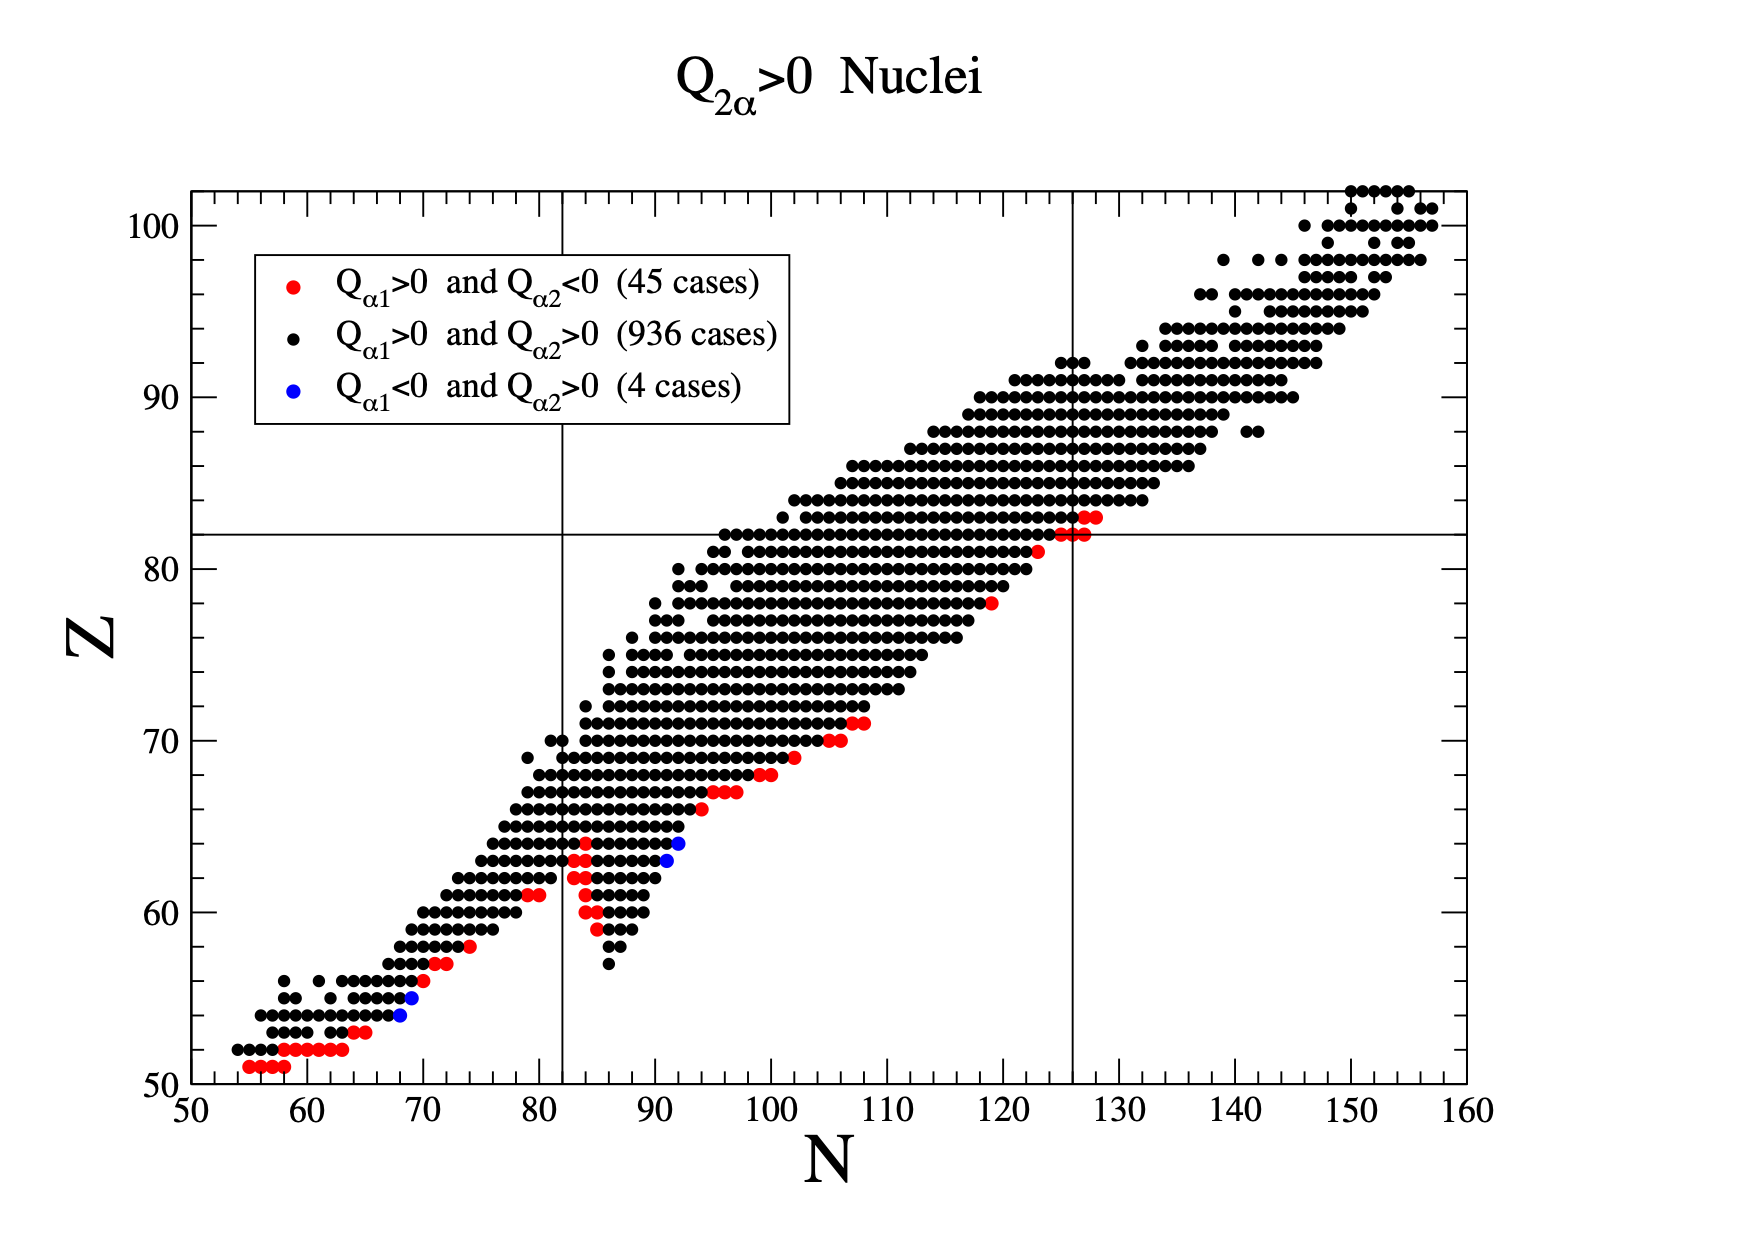 Q2α>0 Nuclei
100
90
80
70
60
50
Qα1>0 and Qα2<0 (45 cases)
Qα1>0 and Qα2>0 (936 cases)
Qα1<0 and Qα2>0 (4 cases)
Z
50 60 70 80 90 100 110 120 130 140 150 160
N